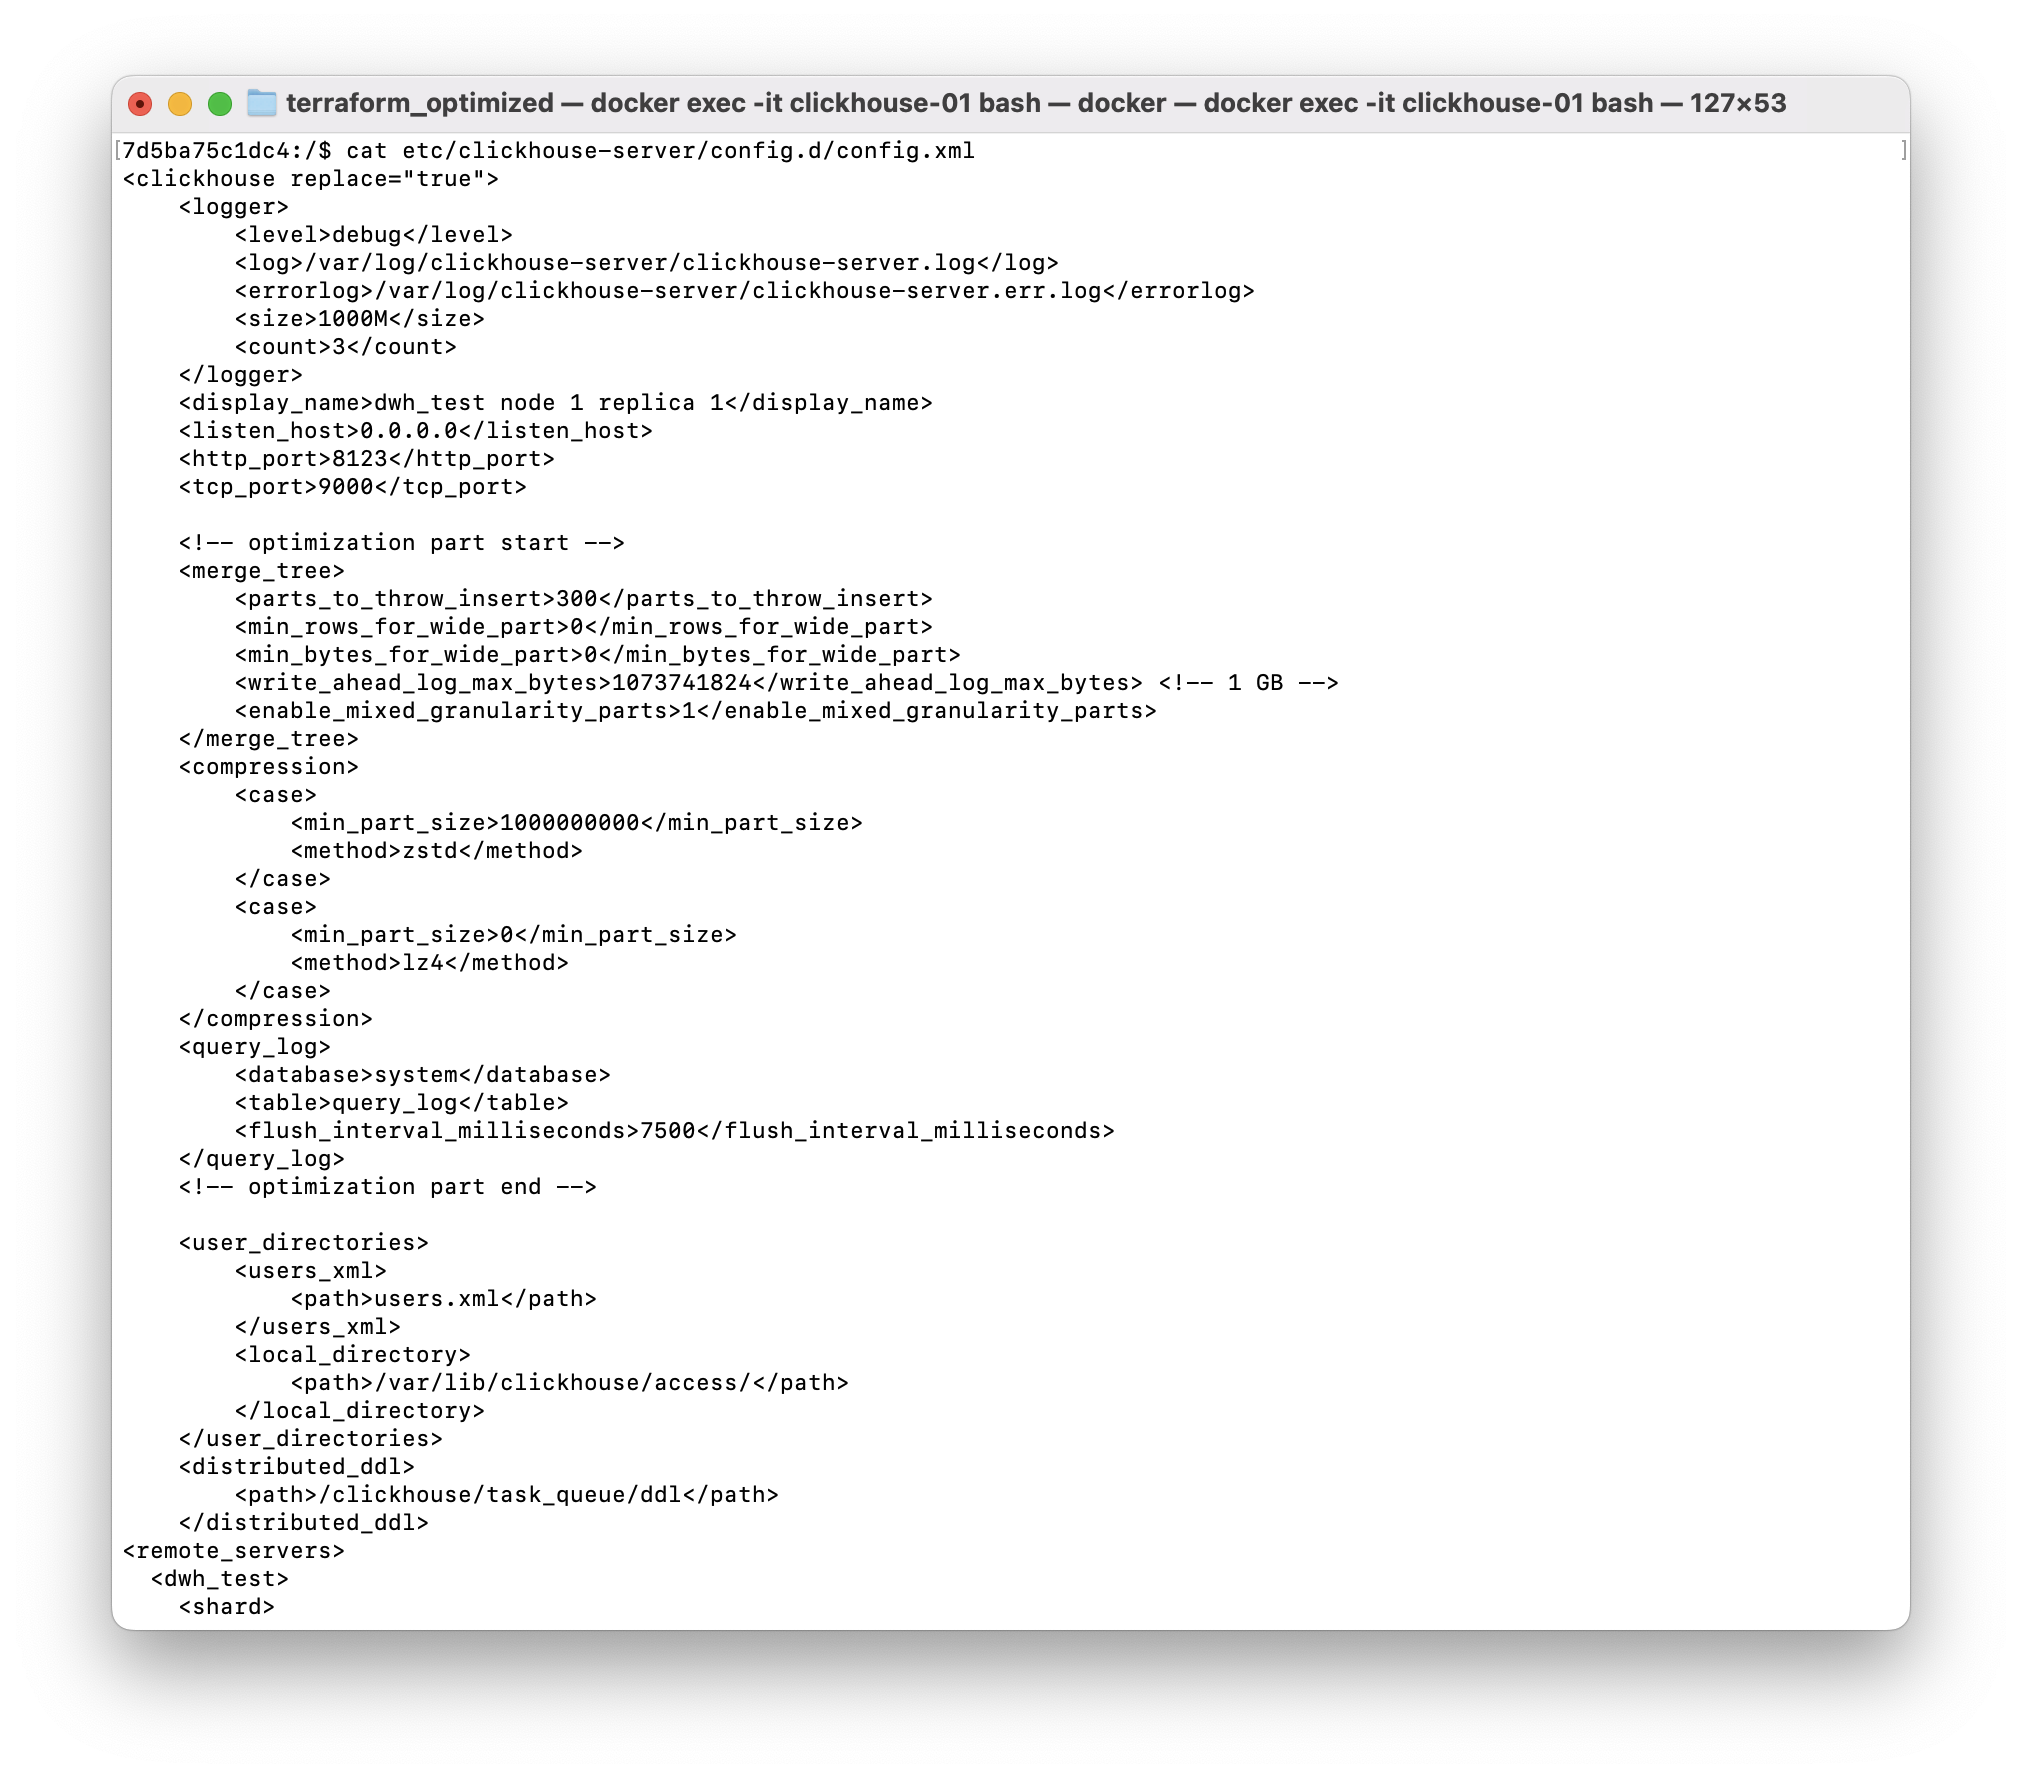 terraform_optimized — docker exec -it clickhouse-01 bash — docker — docker exec -it clickhouse-01 bash — 127×53
[7d5ba75c1dc4:/$ cat etc/clickhouse-server/config.d/config.xml ]
<clickhouse replace="true">
    <logger>
        <level>debug</level>
        <log>/var/log/clickhouse-server/clickhouse-server.log</log>
        <errorlog>/var/log/clickhouse-server/clickhouse-server.err.log</errorlog>
        <size>1000M</size>
        <count>3</count>
    </logger>
    <display_name>dwh_test node 1 replica 1</display_name>
    <listen_host>0.0.0.0</listen_host>
    <http_port>8123</http_port>
    <tcp_port>9000</tcp_port>

    <!-- optimization part start -->
    <merge_tree>
        <parts_to_throw_insert>300</parts_to_throw_insert>
        <min_rows_for_wide_part>0</min_rows_for_wide_part>
        <min_bytes_for_wide_part>0</min_bytes_for_wide_part>
        <write_ahead_log_max_bytes>1073741824</write_ahead_log_max_bytes> <!-- 1 GB -->
        <enable_mixed_granularity_parts>1</enable_mixed_granularity_parts>
    </merge_tree>
    <compression>
        <case>
            <min_part_size>1000000000</min_part_size>
            <method>zstd</method>
        </case>
        <case>
            <min_part_size>0</min_part_size>
            <method>lz4</method>
        </case>
    </compression>
    <query_log>
        <database>system</database>
        <table>query_log</table>
        <flush_interval_milliseconds>7500</flush_interval_milliseconds>
    </query_log>
    <!-- optimization part end -->

    <user_directories>
        <users_xml>
            <path>users.xml</path>
        </users_xml>
        <local_directory>
            <path>/var/lib/clickhouse/access/</path>
        </local_directory>
    </user_directories>
    <distributed_ddl>
        <path>/clickhouse/task_queue/ddl</path>
    </distributed_ddl>
<remote_servers>
  <dwh_test>
    <shard>